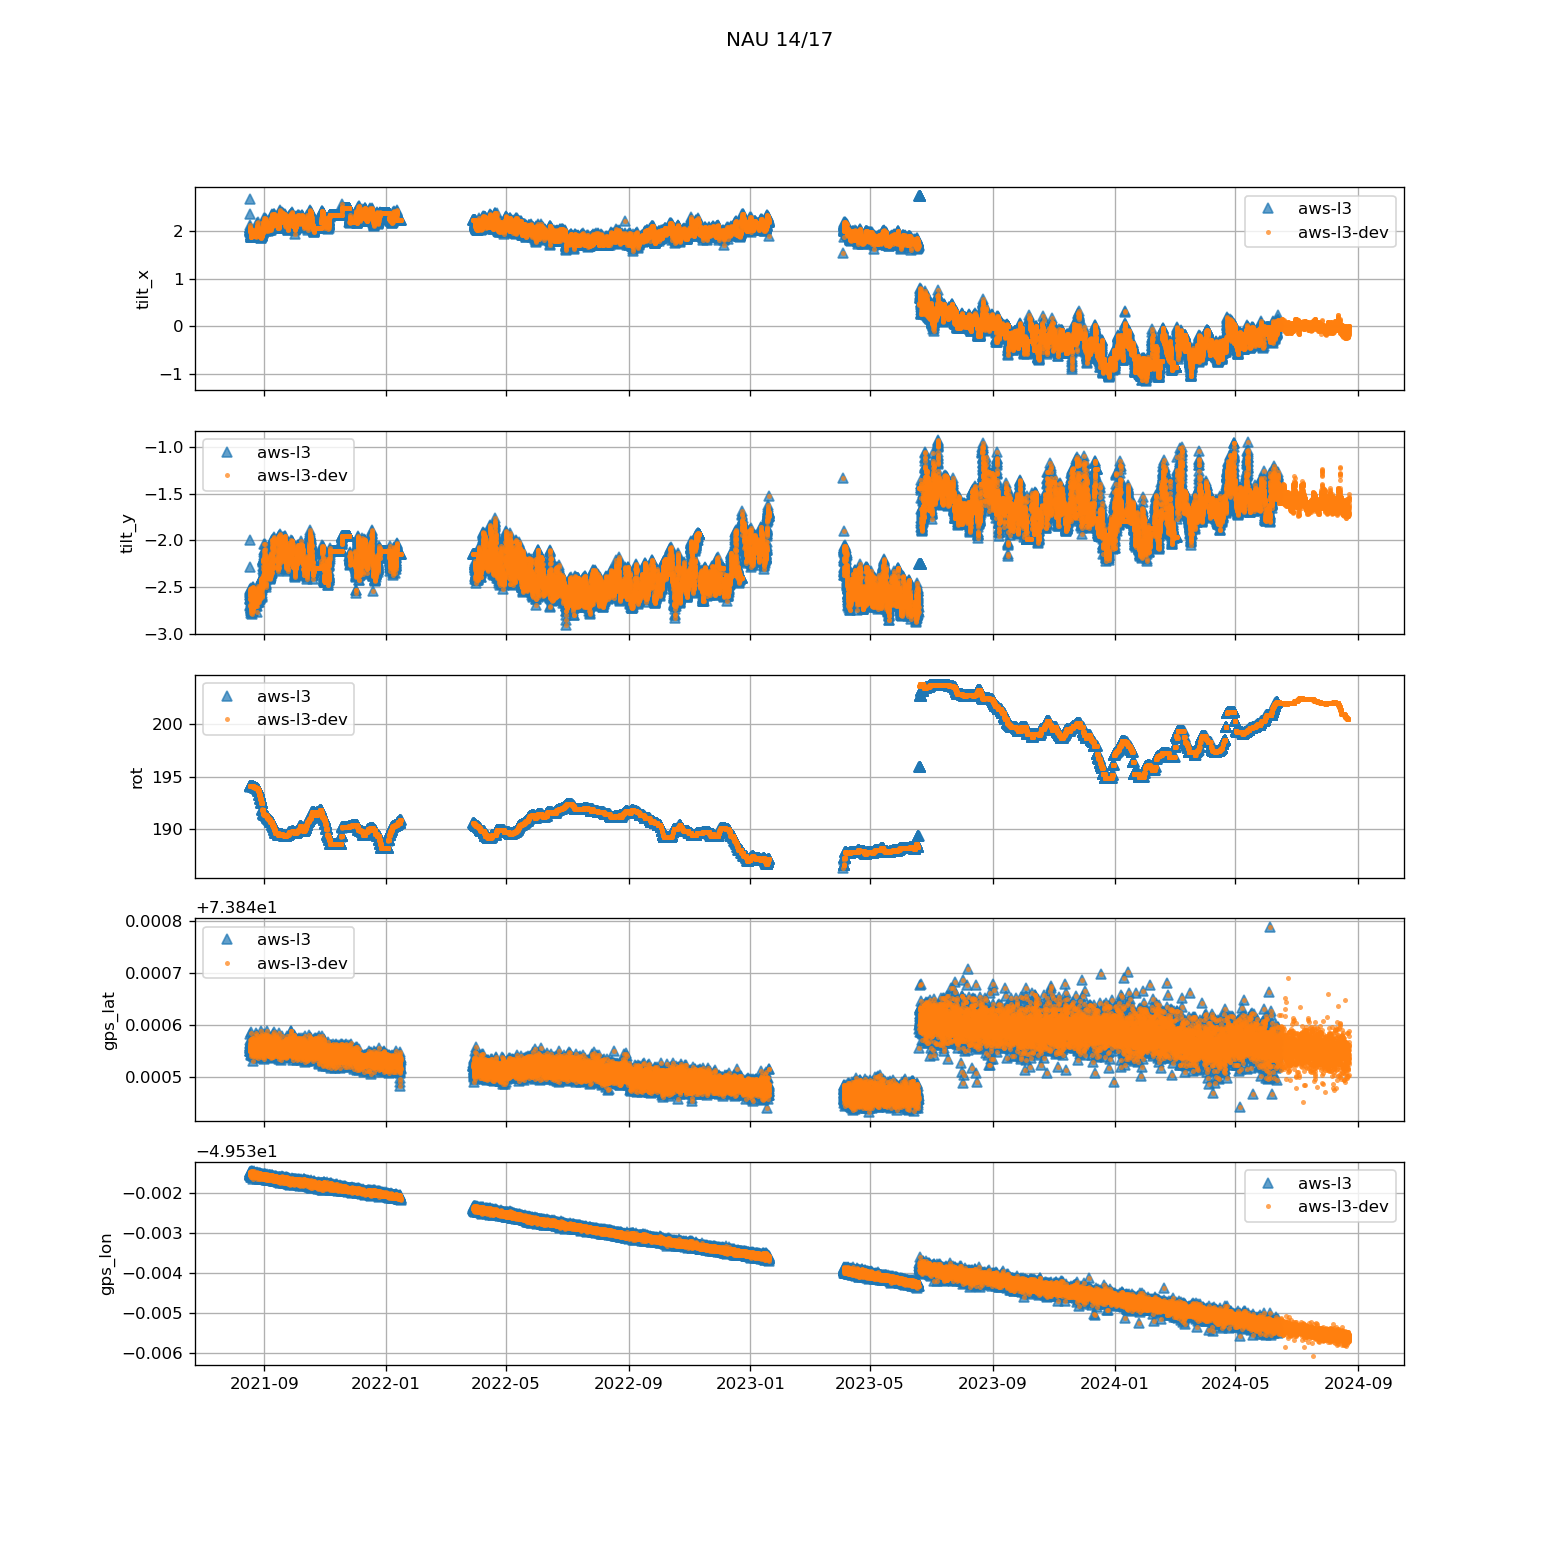 NAU 14/17
tilt_x
2
1
0
−1
aws-l3
aws-l3-dev
tilt_y
−1.0
−1.5
−2.0
−2.5
−3.0
aws-l3
aws-l3-dev
rot
200
195
190
aws-l3
aws-l3-dev
+7.384e1
gps_lat
0.0008
0.0007
0.0006
0.0005
aws-l3
aws-l3-dev
−4.953e1
gps_lon
−0.002
−0.003
−0.004
−0.005
−0.006
aws-l3
aws-l3-dev
2021-09 2022-01 2022-05 2022-09 2023-01 2023-05 2023-09 2024-01 2024-05 2024-09